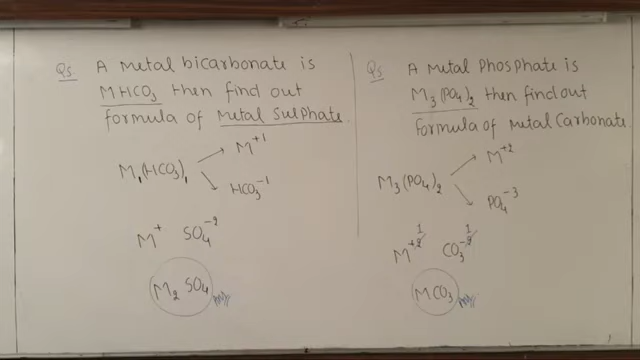 Qs. A Metal bicarbonate is
MHCO3 then find out
formula of Metal Sulphate.
M1(HCO3)1
M+1
HCO3-1
M+ SO4-2
M2 SO4
Qs. A Metal Phosphate is
M3(PO4)2 then find out
formula of Metal Carbonate
M3(PO4)2
M+2
PO4-3
M+2 1 CO3-2 1
MCO3